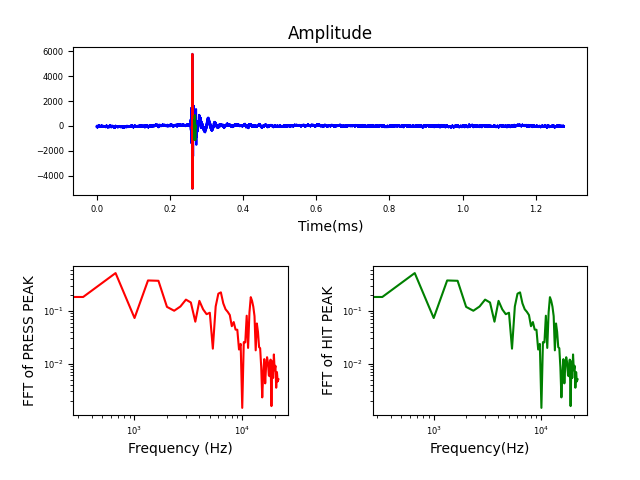 Amplitude
6000
4000
2000
0
−2000
−4000
0.0 0.2 0.4 0.6 0.8 1.0 1.2
Time(ms)
FFT of PRESS PEAK
10⁻¹
10⁻²
10³ 10⁴
Frequency (Hz)
FFT of HIT PEAK
10⁻¹
10⁻²
10³ 10⁴
Frequency(Hz)